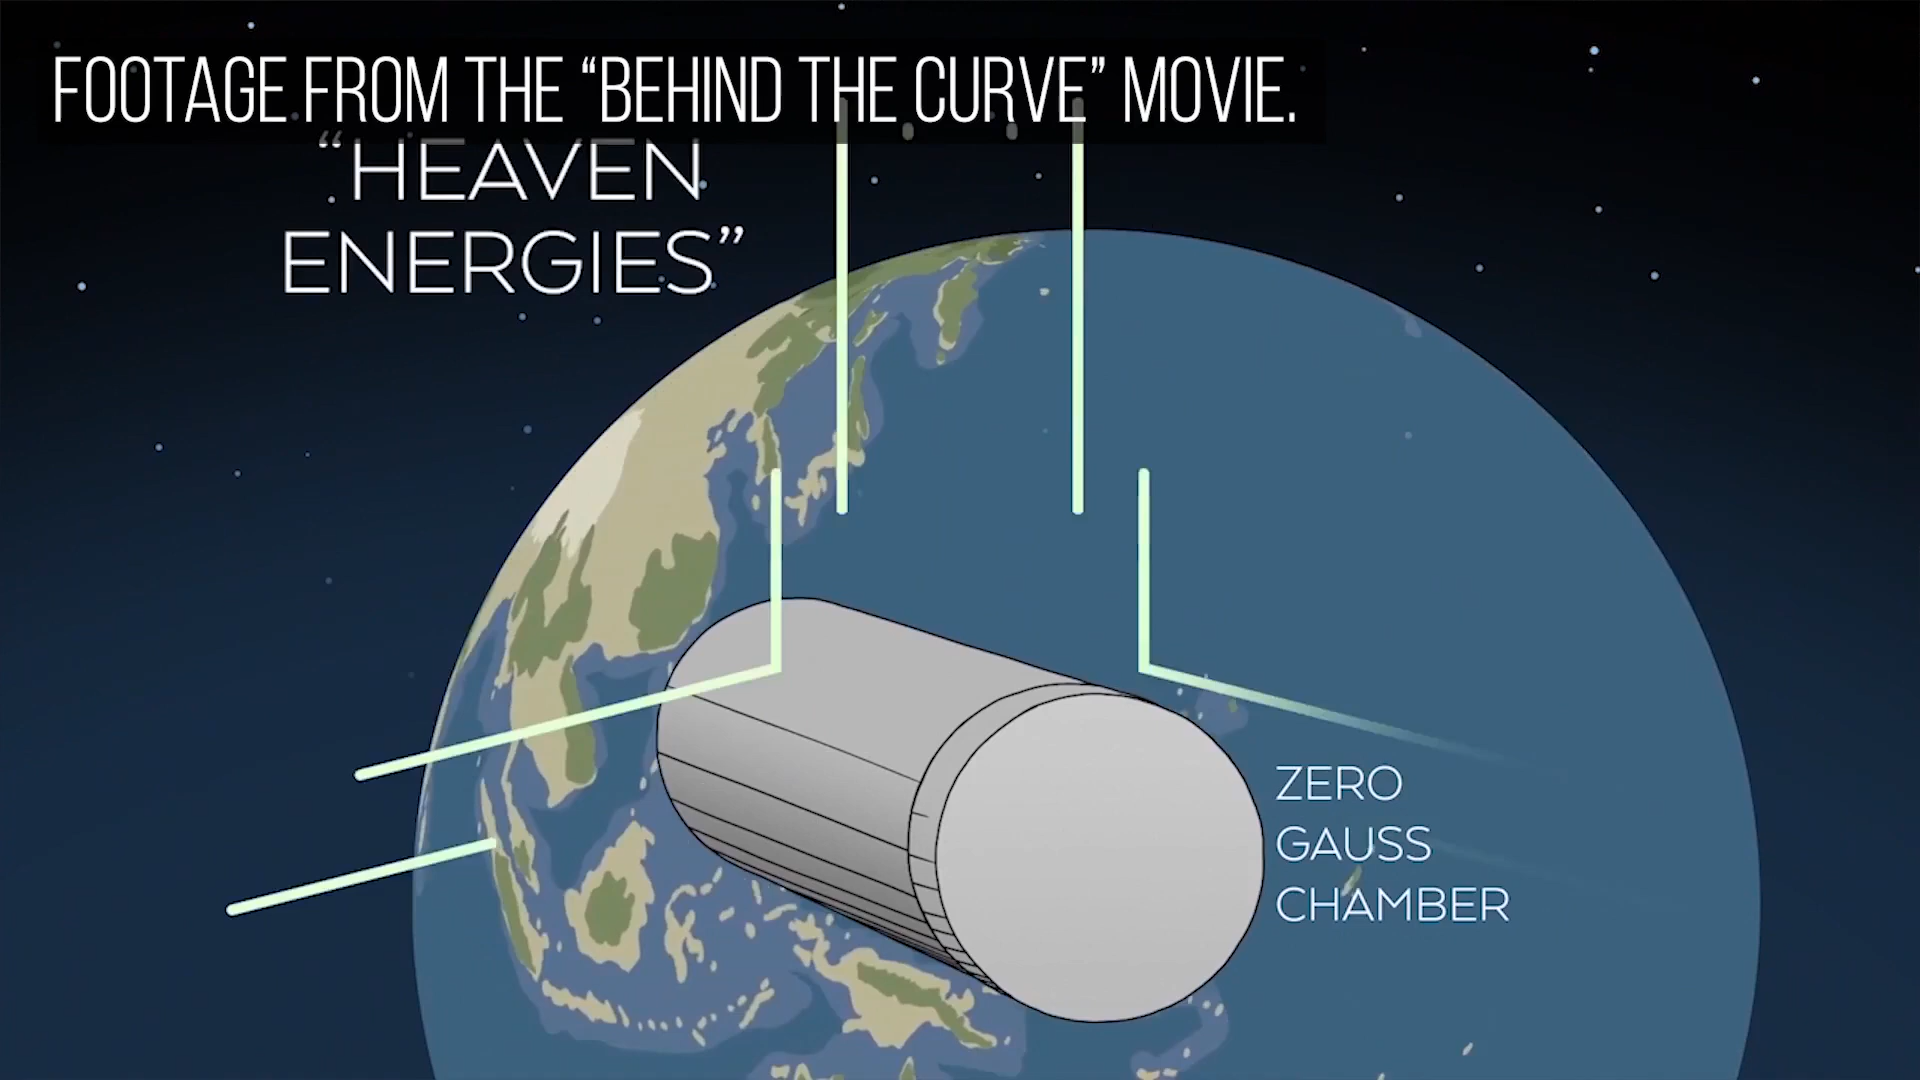 FOOTAGE FROM THE “BEHIND THE CURVE” MOVIE.
“HEAVEN
ENERGIES”
ZERO
GAUSS
CHAMBER